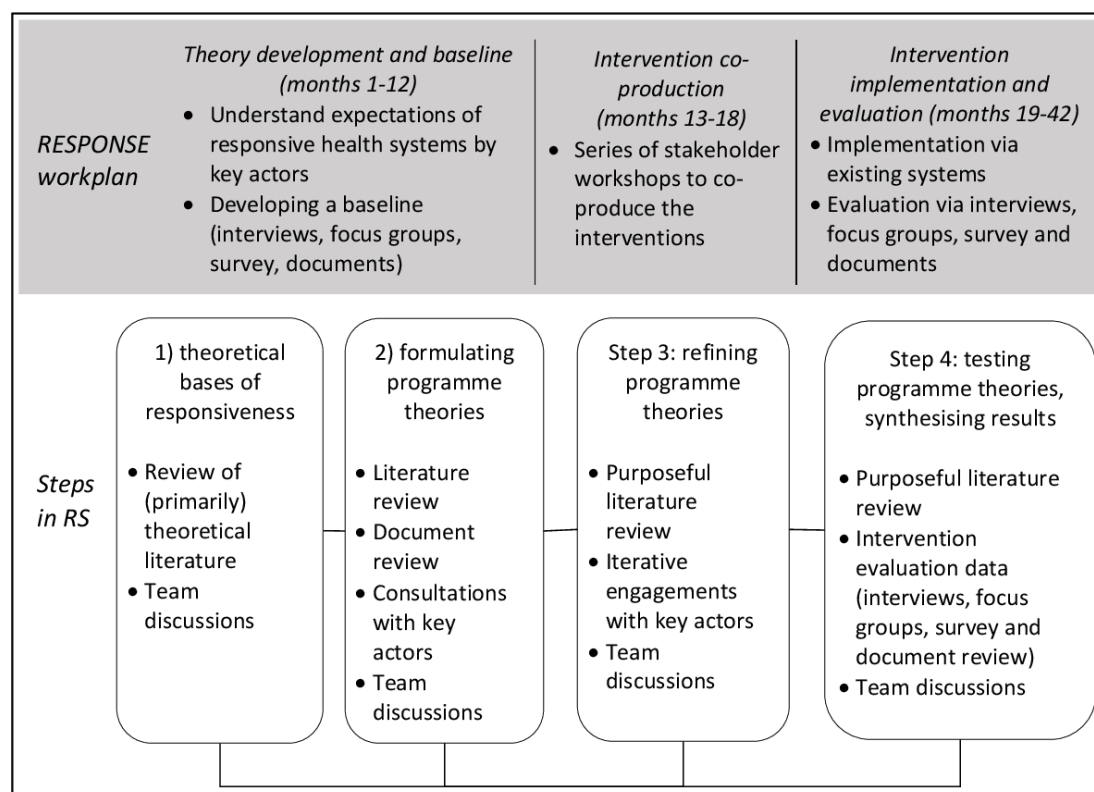 RESPONSE
workplan
Theory development and baseline
(months 1-12)
• Understand expectations of
responsive health systems by
key actors
• Developing a baseline
(interviews, focus groups,
survey, documents)
Intervention co-
production
(months 13-18)
• Series of stakeholder
workshops to co-
produce the
interventions
Intervention
implementation and
evaluation (months 19-42)
• Implementation via
existing systems
• Evaluation via interviews,
focus groups, survey and
documents
Steps
in RS
1) theoretical
bases of
responsiveness
• Review of
(primarily)
theoretical
literature
• Team
discussions
2) formulating
programme
theories
• Literature
review
• Document
review
• Consultations
with key
actors
• Team
discussions
Step 3: refining
programme
theories
• Purposeful
literature
review
• Iterative
engagements
with key actors
• Team
discussions
Step 4: testing
programme theories,
synthesising results
• Purposeful literature
review
• Intervention
evaluation data
(interviews, focus
groups, survey and
document review)
• Team discussions